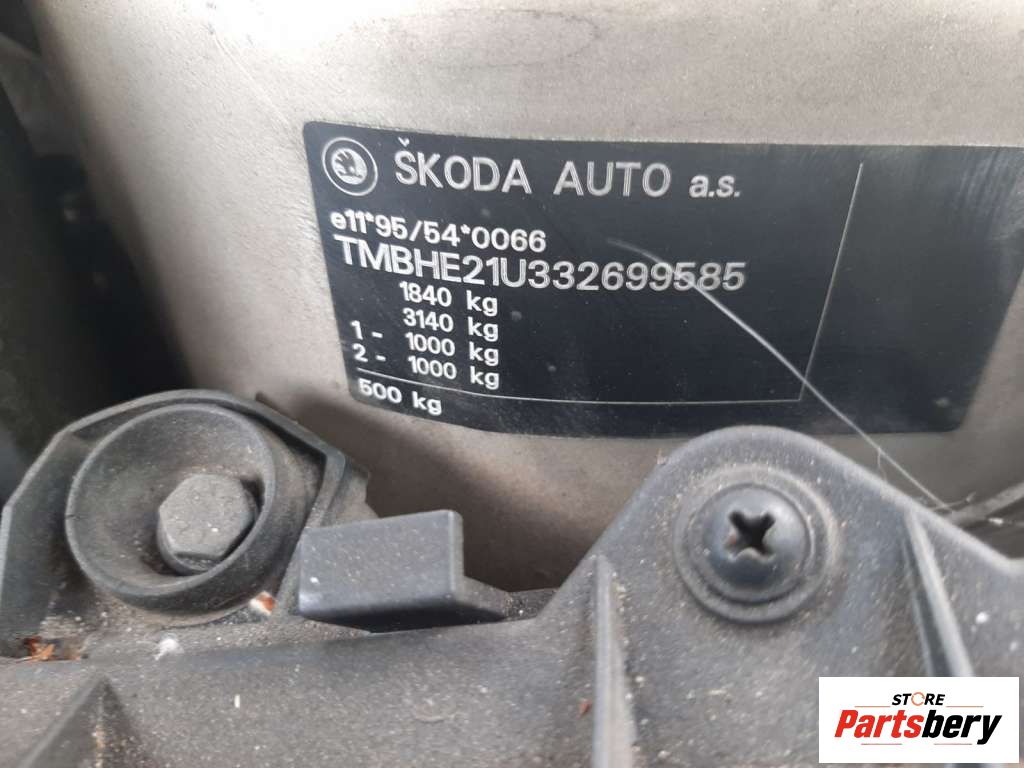 ŠKODA AUTO a.s.
e11*95/54*0066
TMBHE21U332699585
1840 kg
3140 kg
1 - 1000 kg
2 - 1000 kg
500 kg
STORE
Partsbery